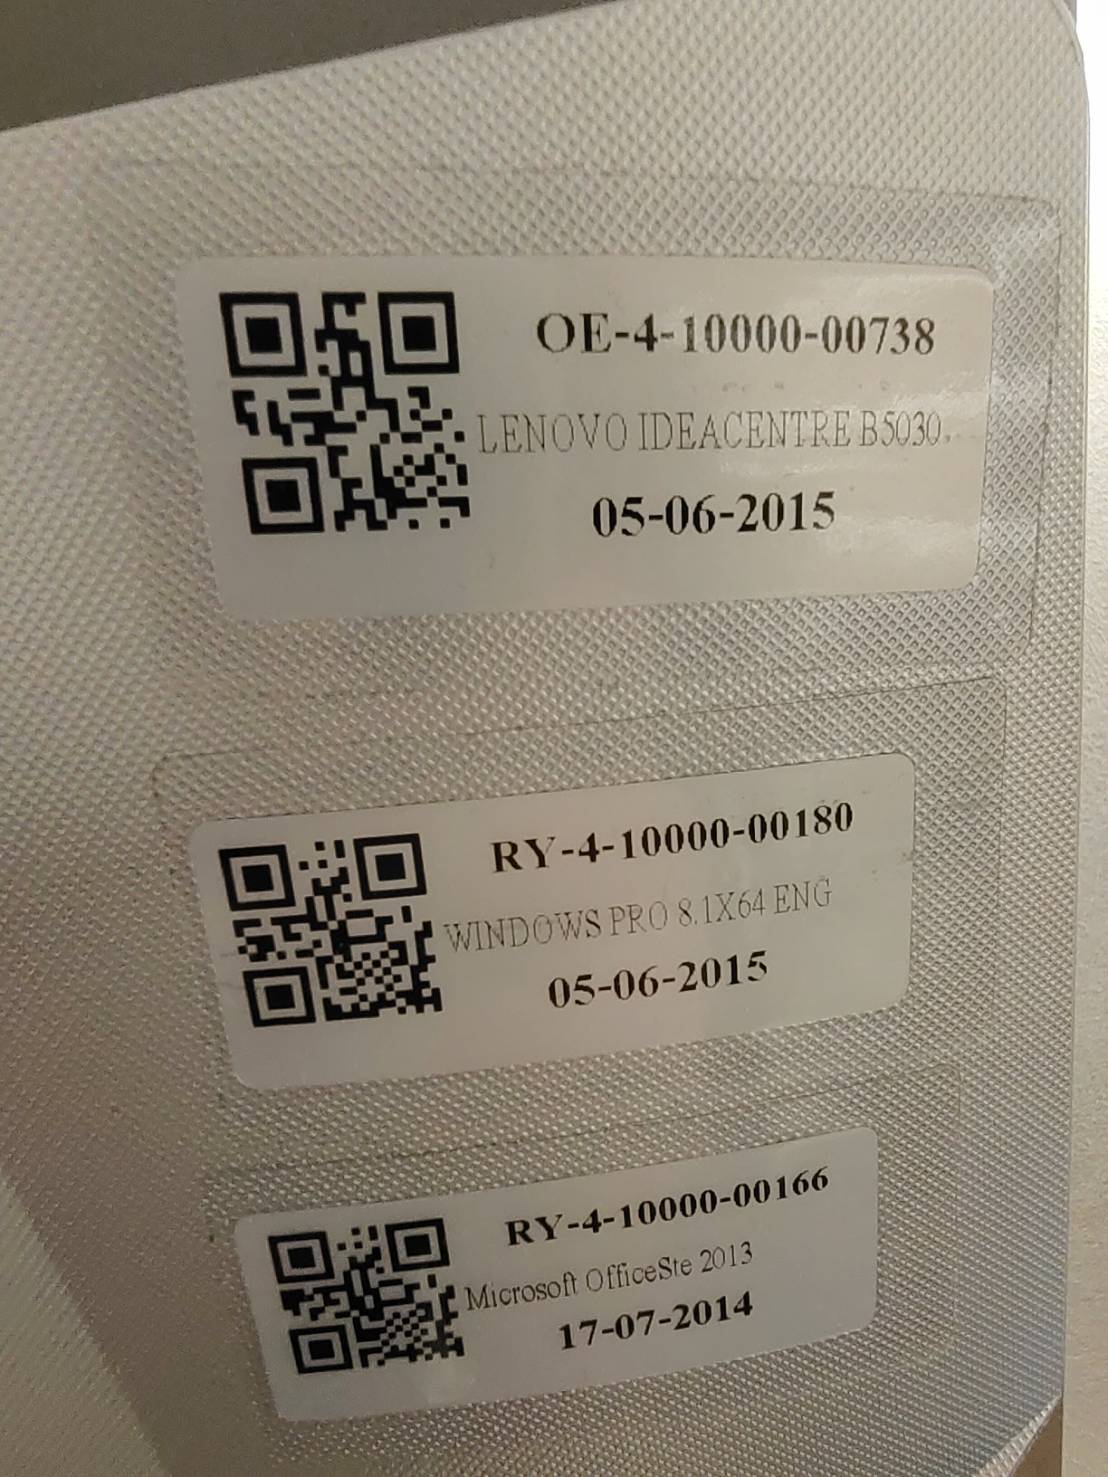 OE-4-10000-00738
LENOVO IDEACENTRE B5030,
05-06-2015
RY-4-10000-00180
WINDOWS PRO 8.1X64 ENG
05-06-2015
RY-4-10000-00166
Microsoft OfficeSte 2013
17-07-2014